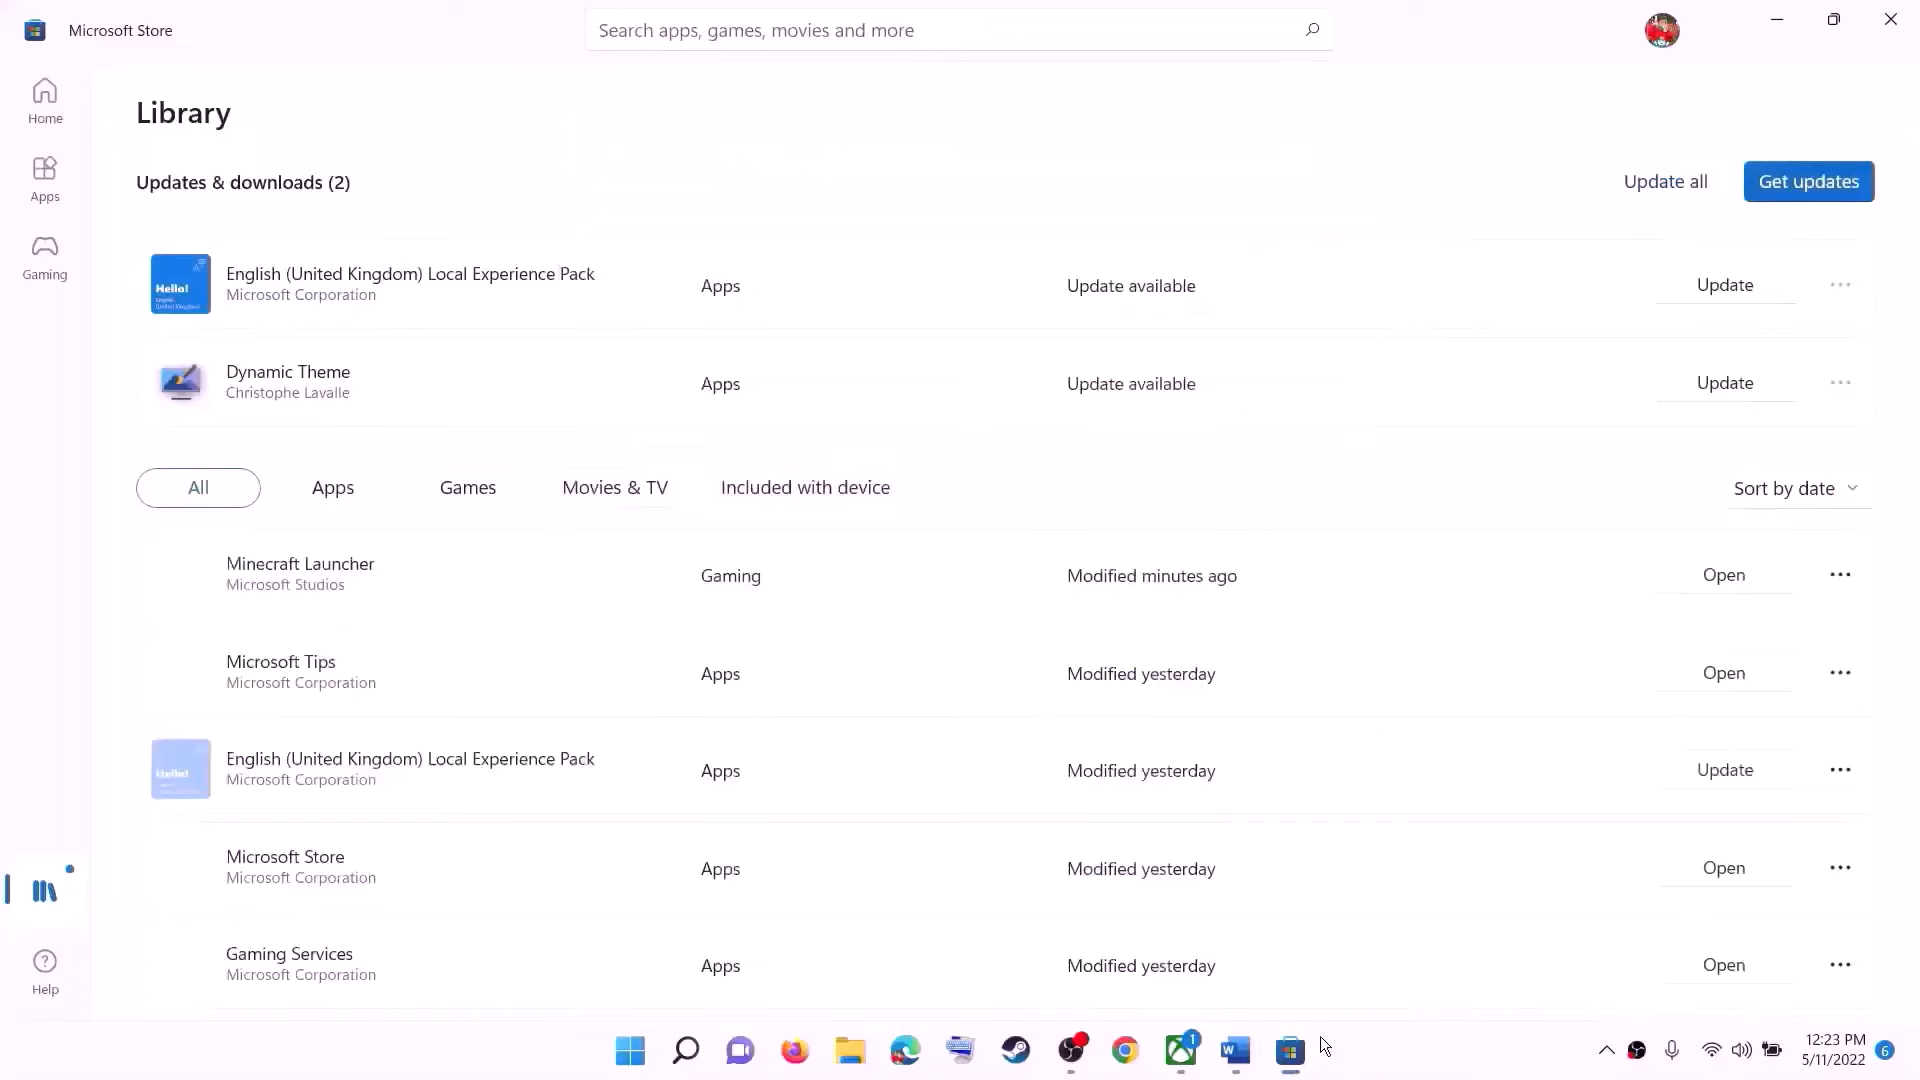 Microsoft Store
Search apps, games, movies and more
Home
Apps
Gaming
Library
Updates & downloads (2)
Update all
Get updates
Hello!
English (United Kingdom) Local Experience Pack
Microsoft Corporation
Apps
Update available
Update
Dynamic Theme
Christophe Lavalle
Apps
Update available
Update
All
Apps
Games
Movies & TV
Included with device
Sort by date
Minecraft Launcher
Microsoft Studios
Gaming
Modified minutes ago
Open
Microsoft Tips
Microsoft Corporation
Apps
Modified yesterday
Open
Hello!
English (United Kingdom) Local Experience Pack
Microsoft Corporation
Apps
Modified yesterday
Update
Microsoft Store
Microsoft Corporation
Apps
Modified yesterday
Open
Gaming Services
Microsoft Corporation
Apps
Modified yesterday
Open
Help
1
W
12:23 PM
5/11/2022
6